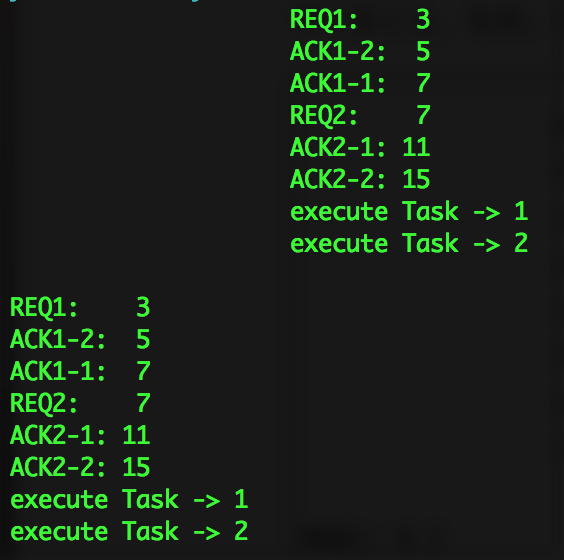 REQ1: 3
ACK1-2: 5
ACK1-1: 7
REQ2: 7
ACK2-1: 11
ACK2-2: 15
execute Task -> 1
execute Task -> 2
REQ1: 3
ACK1-2: 5
ACK1-1: 7
REQ2: 7
ACK2-1: 11
ACK2-2: 15
execute Task -> 1
execute Task -> 2